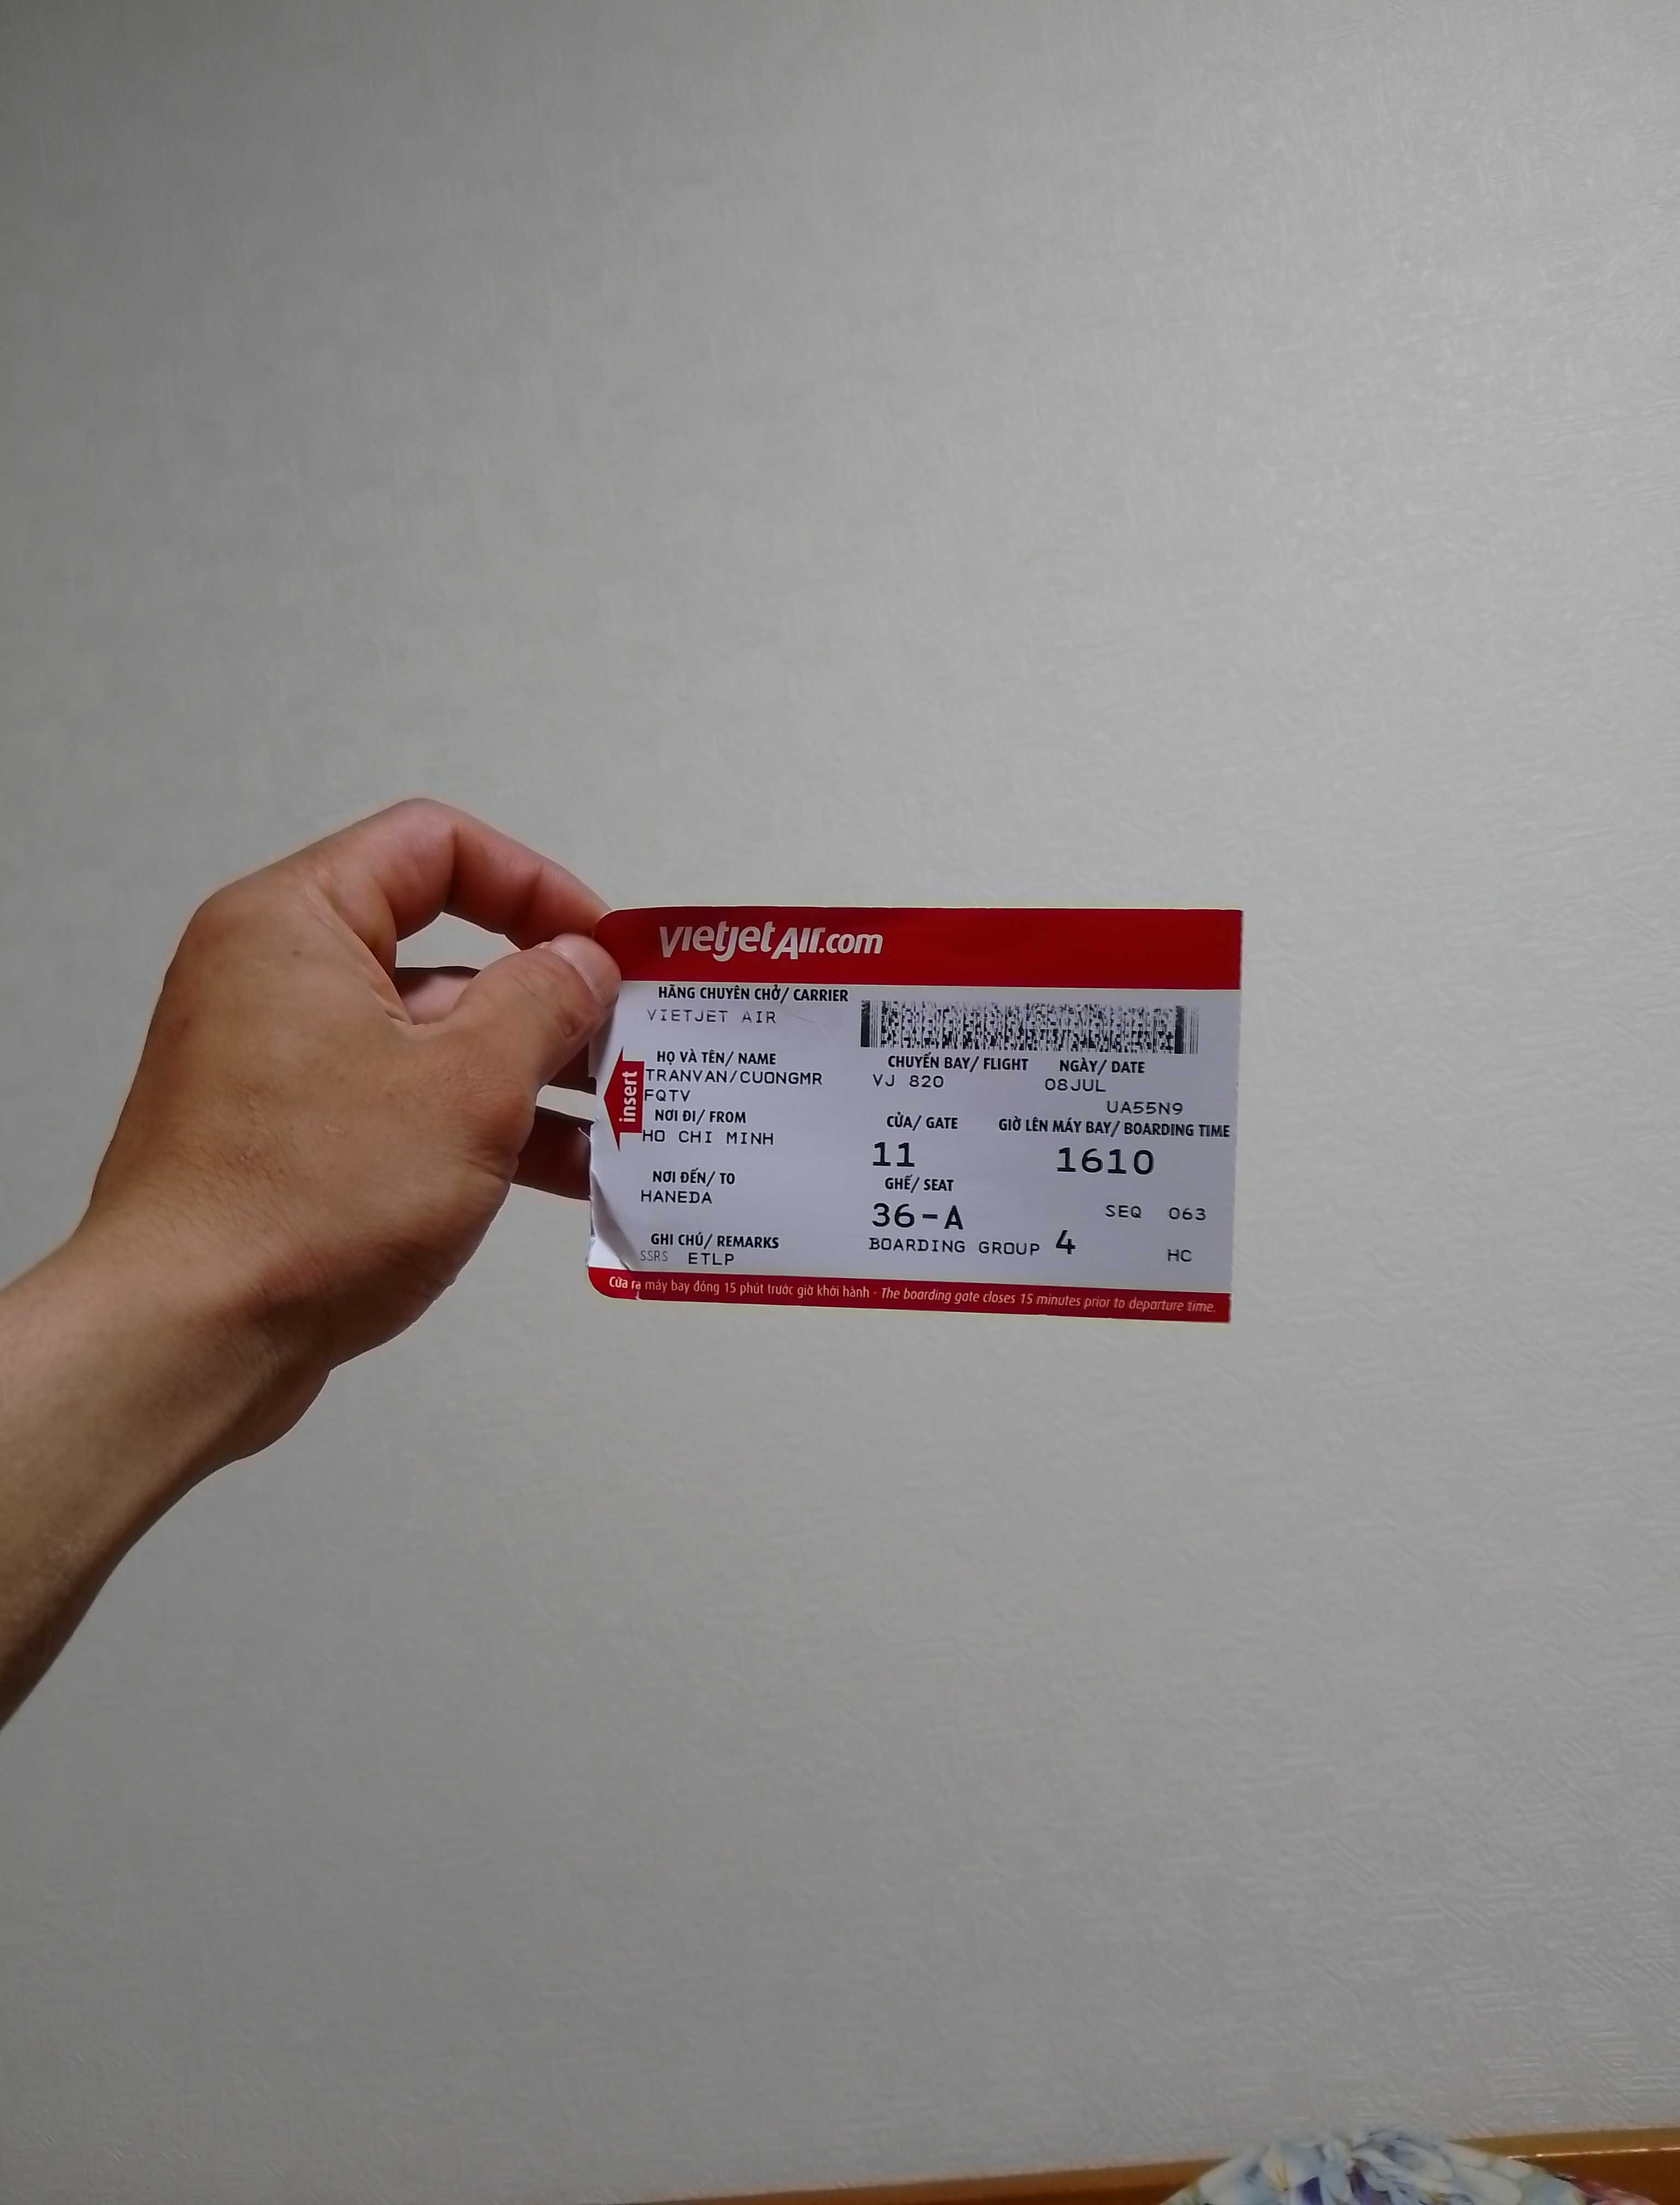 vietjetAir.com
HÃNG CHUYÊN CHỞ/ CARRIER
VIETJET AIR
HỌ VÀ TÊN/ NAME
TRANVAN/CUONGMR
FQTV
NƠI ĐI/ FROM
HO CHI MINH
NƠI ĐẾN/ TO
HANEDA
GHI CHÚ/ REMARKS
SSRS ETLP
insert
CHUYẾN BAY/ FLIGHT NGÀY/ DATE
VJ 820 08JUL
UA55N9
CỬA/ GATE GIỜ LÊN MÁY BAY/ BOARDING TIME
11 1610
GHẾ/ SEAT
36-A SEQ 063
BOARDING GROUP 4 HC
Cửa ra máy bay đóng 15 phút trước giờ khởi hành - The boarding gate closes 15 minutes prior to departure time.